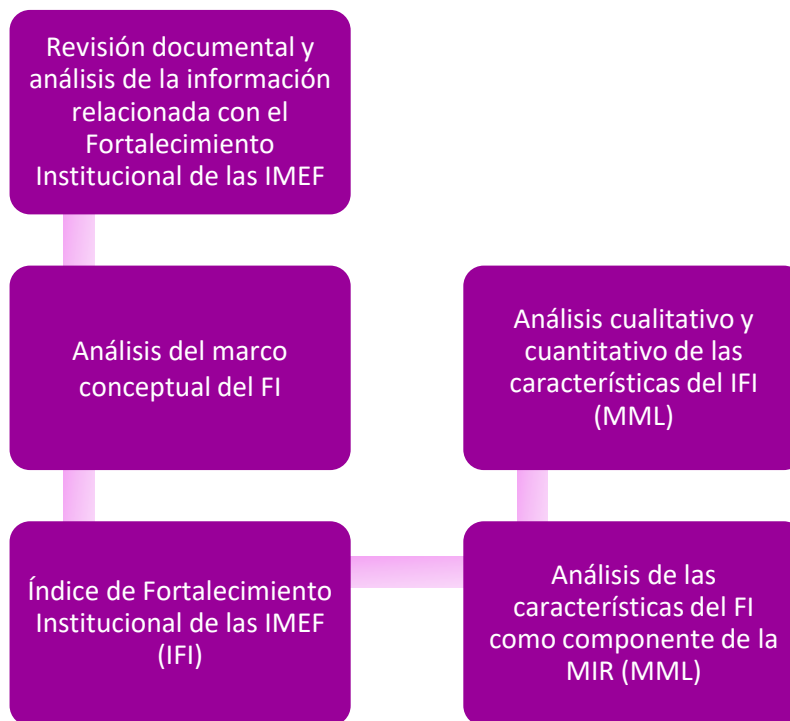 Revisión documental y
análisis de la información
relacionada con el
Fortalecimiento
Institucional de las IMEF
Análisis del marco
conceptual del FI
Índice de Fortalecimiento
Institucional de las IMEF
(IFI)
Análisis de las
características del FI
como componente de la
MIR (MML)
Análisis cualitativo y
cuantitativo de las
características del IFI
(MML)